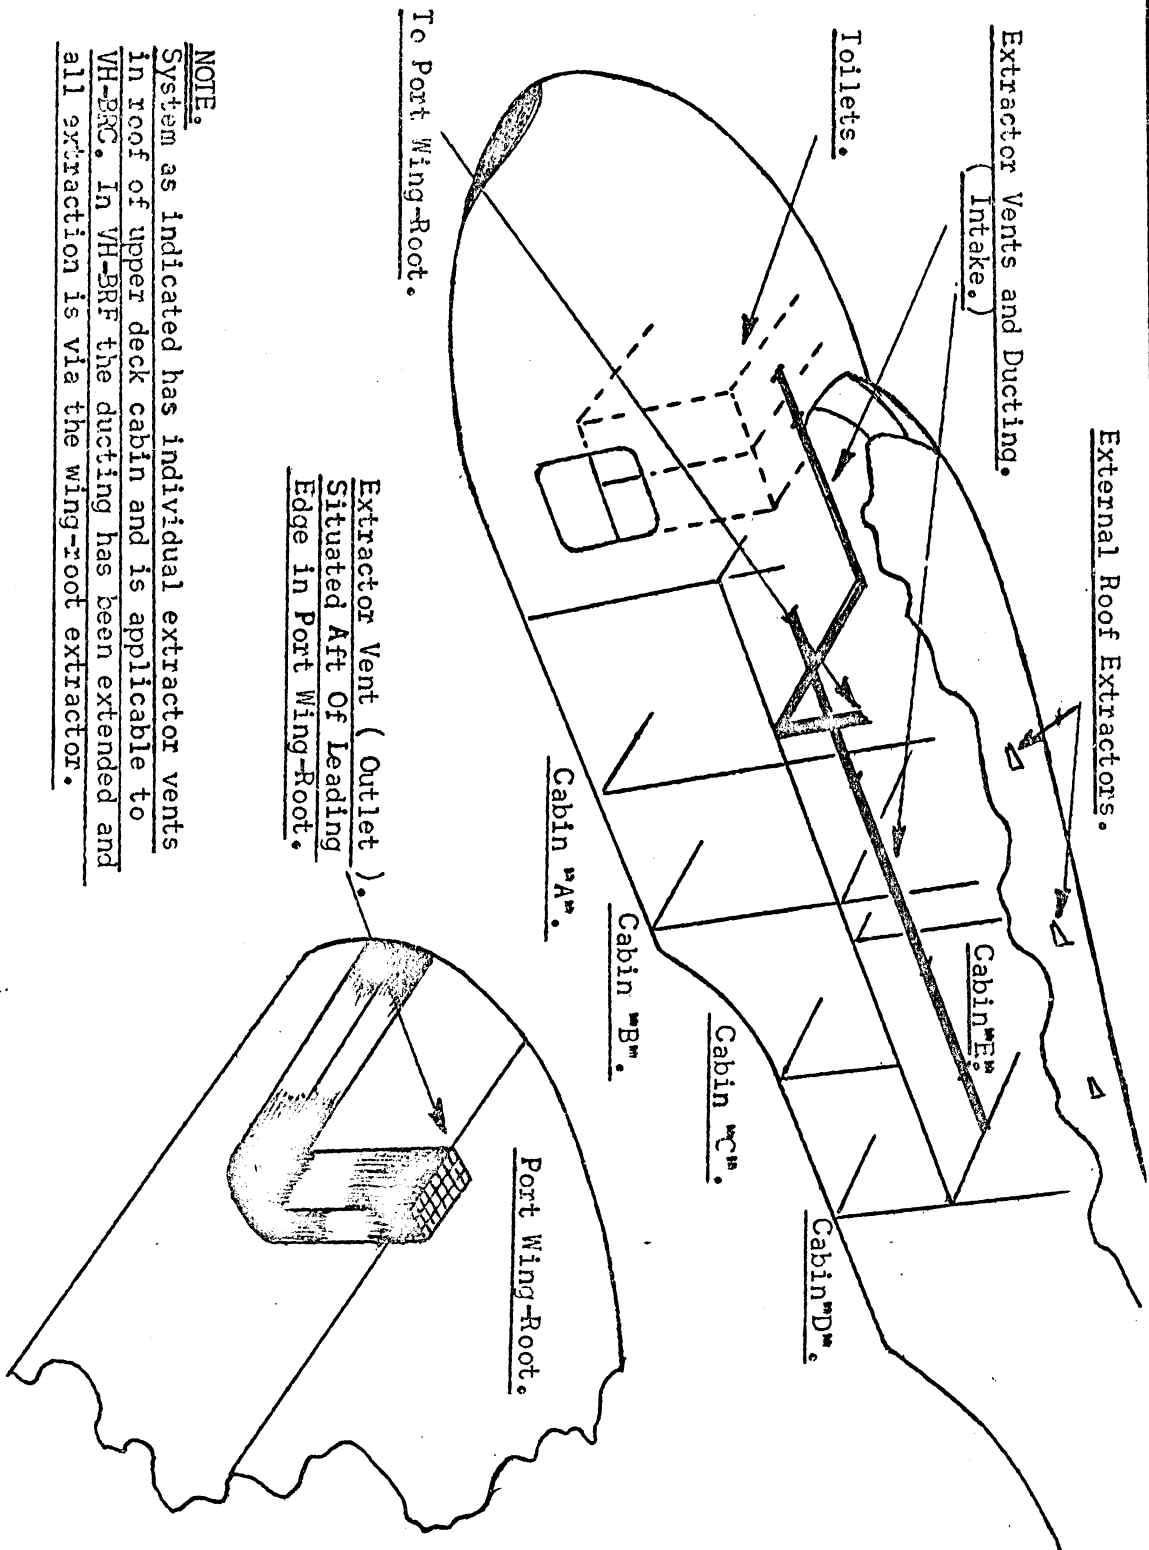 External Roof Extractors.
Extractor Vents and Ducting.
( Intake.)
Toilets.
To Port Wing-Root.
Cabin "E".
Cabin "D".
Cabin "C".
Cabin "B".
Cabin "A".
Port Wing-Root.
Extractor Vent ( Outlet ).
Situated Aft Of Leading
Edge in Port Wing-Root.
NOTE.
System as indicated has individual extractor vents
in roof of upper deck cabin and is applicable to
VH-BRC. In VH-BRF the ducting has been extended and
all extraction is via the wing-root extractor.